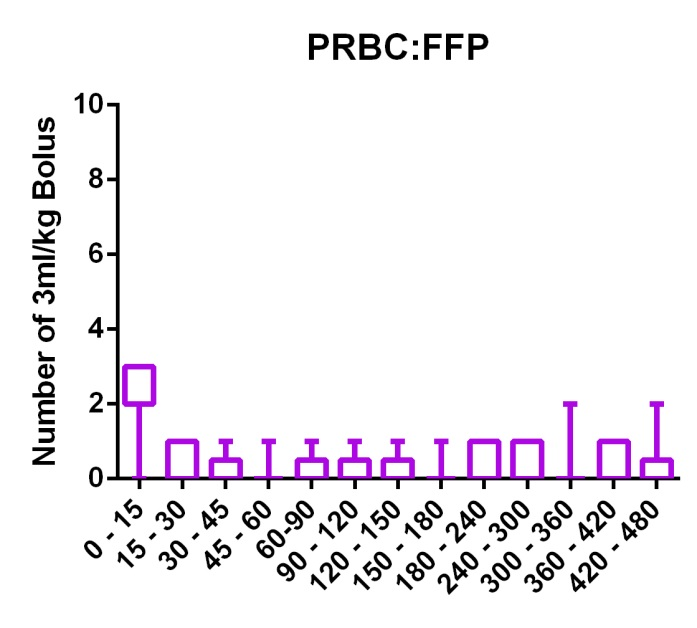 PRBC:FFP
Number of 3ml/kg Bolus
10
8
6
4
2
0
0 - 15
15 - 30
30 - 45
45 - 60
60-90
90 - 120
120 - 150
150 - 180
180 - 240
240 - 300
300 - 360
360 - 420
420 - 480